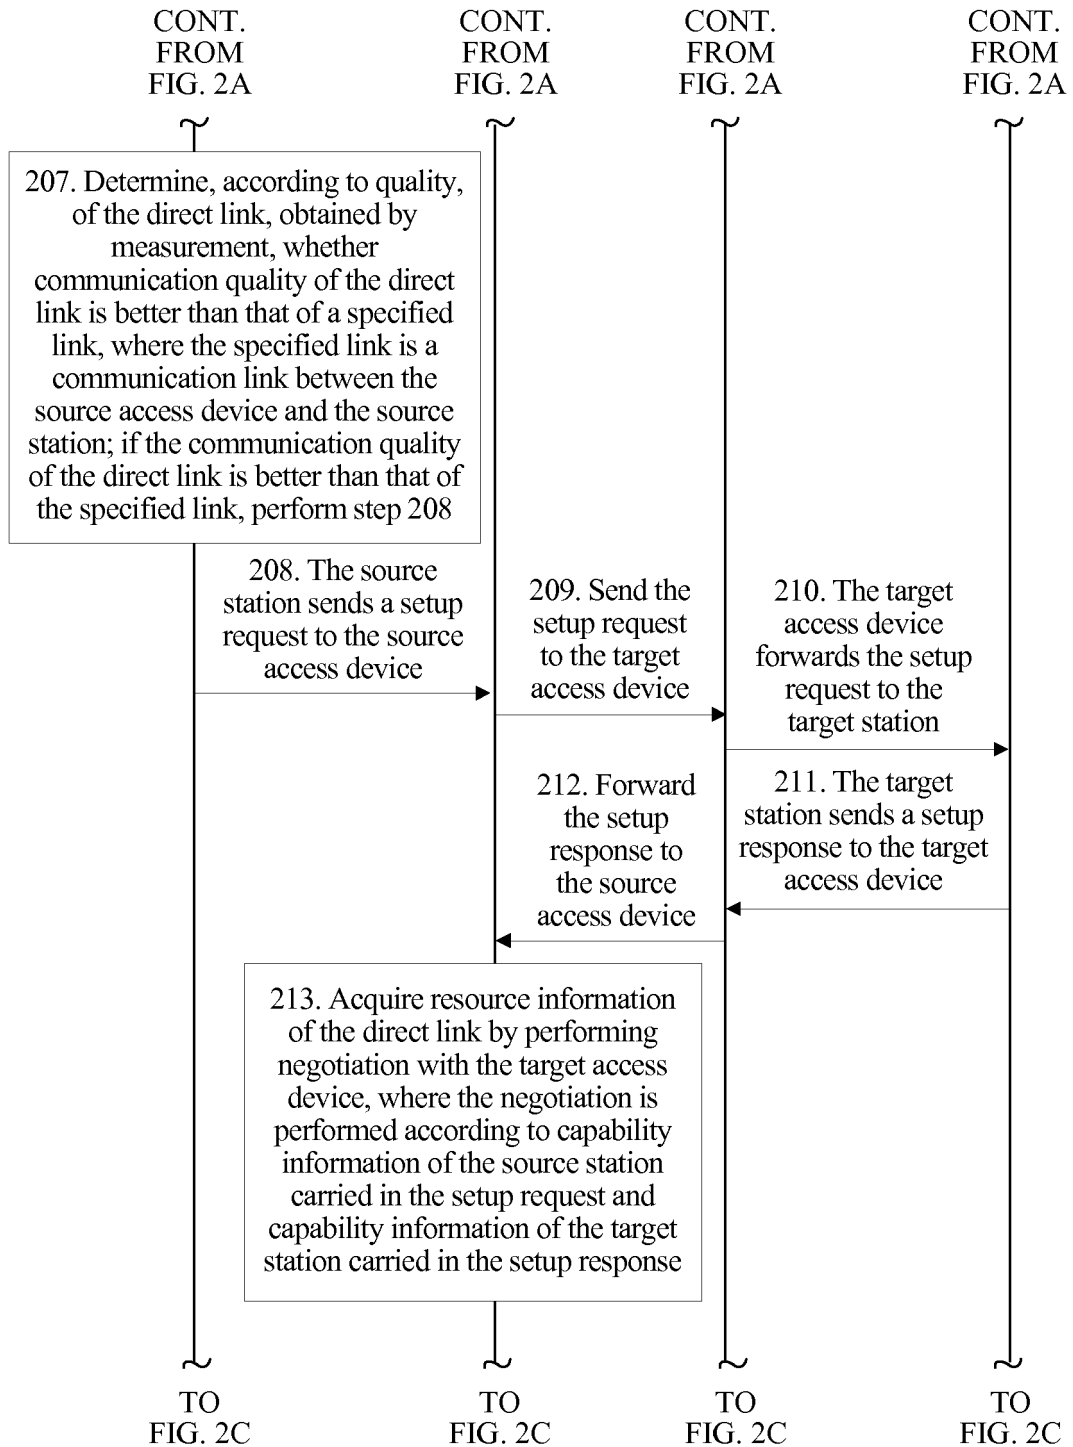 CONT.
FROM
FIG. 2A
CONT.
FROM
FIG. 2A
CONT.
FROM
FIG. 2A
CONT.
FROM
FIG. 2A
207. Determine, according to quality,
of the direct link, obtained by
measurement, whether
communication quality of the direct
link is better than that of a specified
link, where the specified link is a
communication link between the
source access device and the source
station; if the communication quality
of the direct link is better than that of
the specified link, perform step 208
208. The source
station sends a setup
request to the source
access device
209. Send the
setup request
to the target
access device
210. The target
access device
forwards the setup
request to the
target station
211. The target
station sends a setup
response to the target
access device
212. Forward
the setup
response to
the source
access device
213. Acquire resource information
of the direct link by performing
negotiation with the target access
device, where the negotiation is
performed according to capability
information of the source station
carried in the setup request and
capability information of the target
station carried in the setup response
TO
FIG. 2C
TO
FIG. 2C
TO
FIG. 2C
TO
FIG. 2C